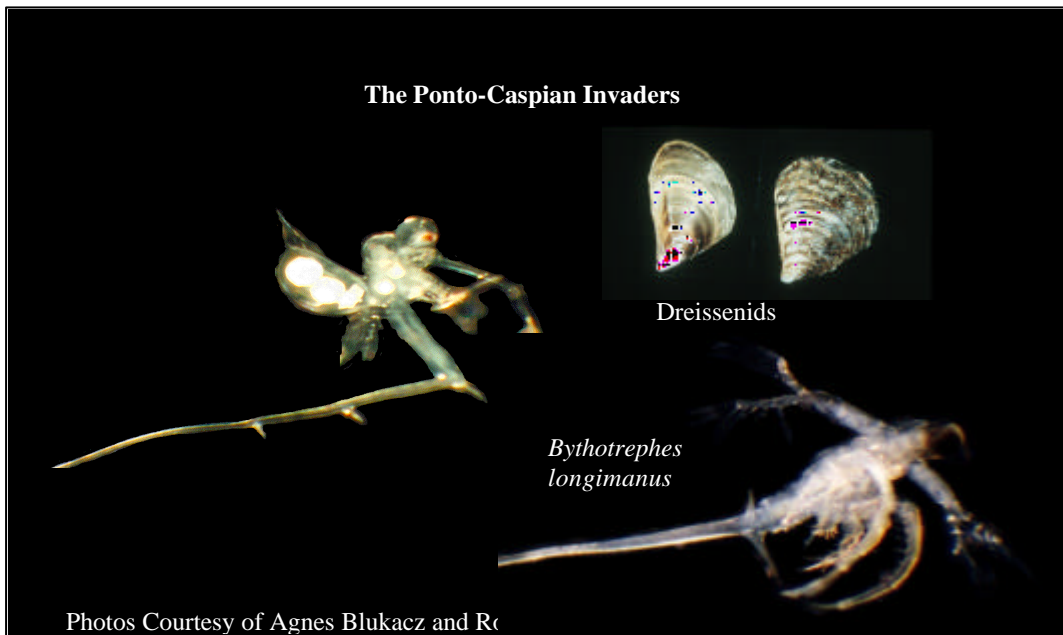 The Ponto-Caspian Invaders
Dreissenids
Bythotrephes
longimanus
Photos Courtesy of Agnes Blukacz and